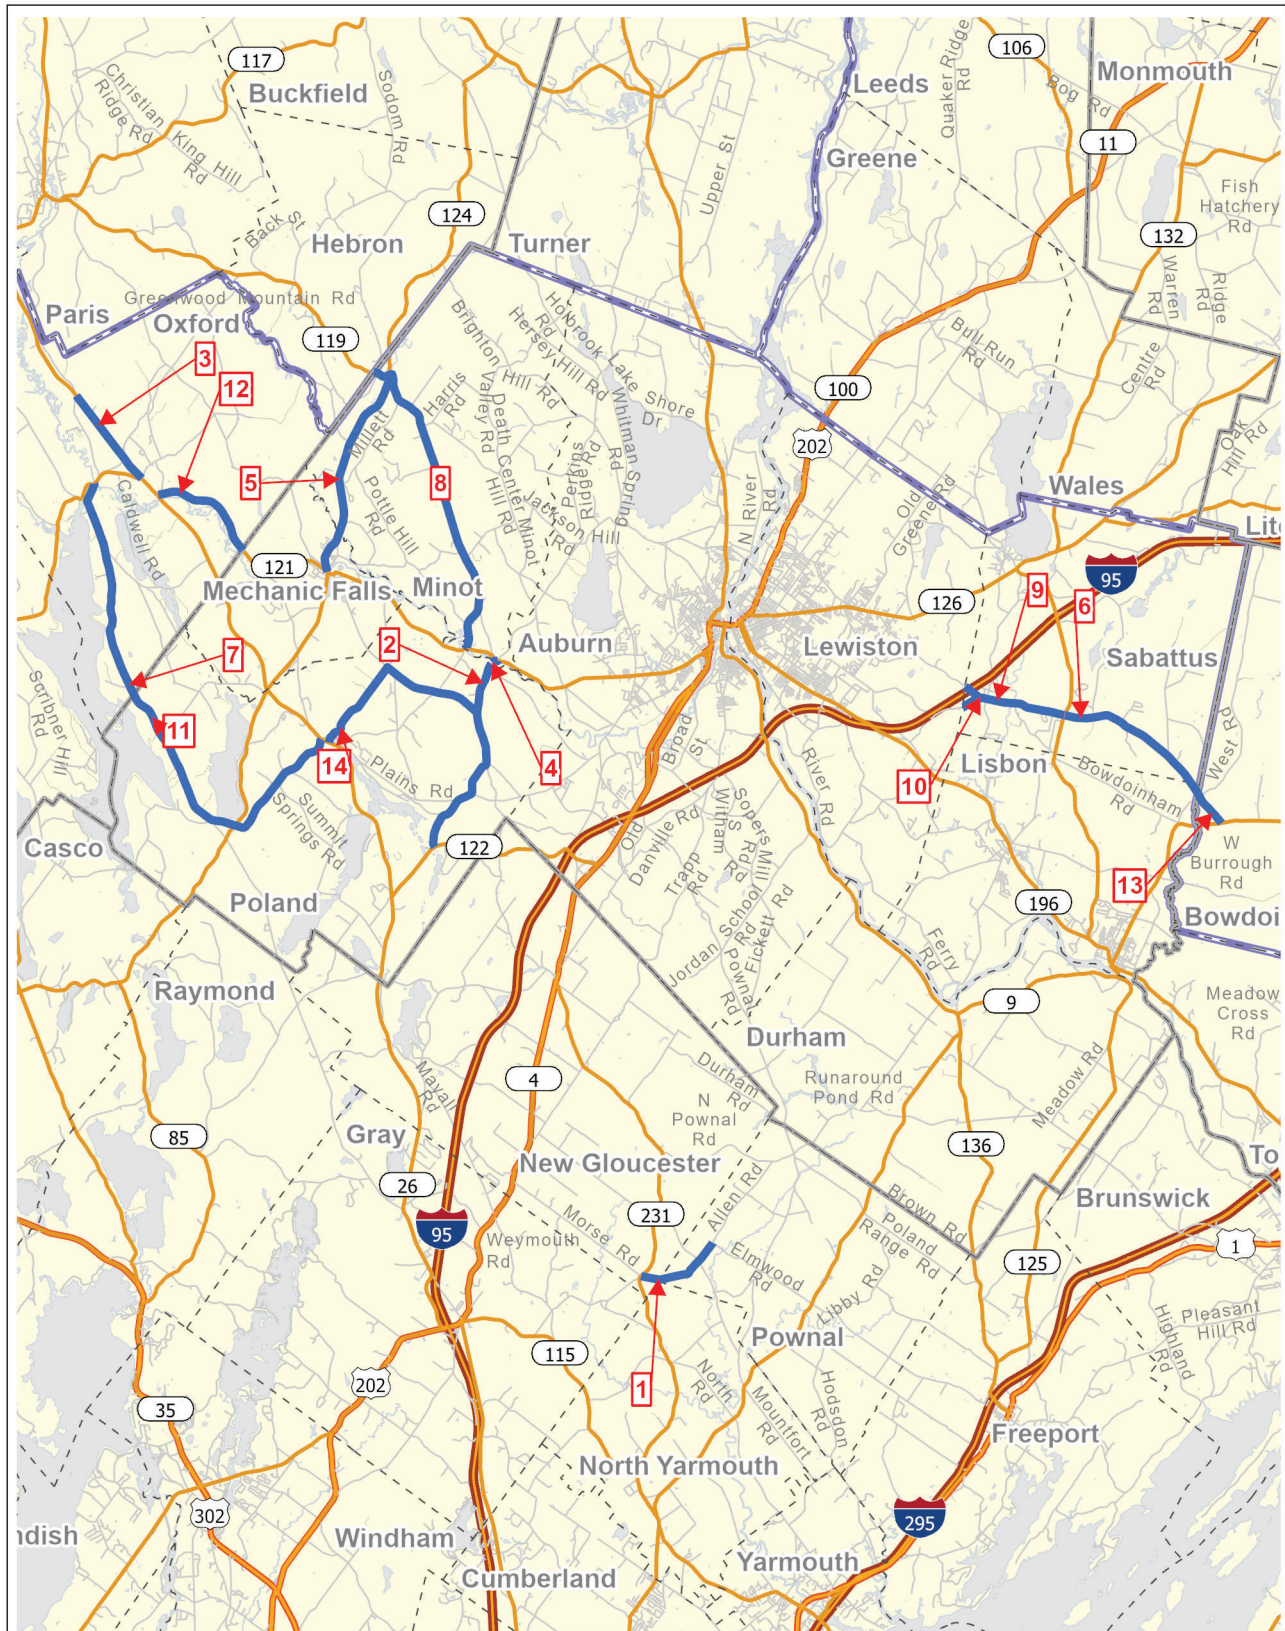 117
106
Monmouth
Buckfield
Leeds
Quaker Ridge
Rd
Bog Rd
Christian
Ridge Rd
King Hill
Rd
Sodom Rd
11
Greene
Upper St
Fish
Hatchery
Rd
124
Back St
Hebron
Turner
132
Warren
Rd
Ridge
Rd
Paris
Greenwood Mountain Rd
Oxford
119
Brighton Hill Rd
Holbrook
Rd
Hersey Hill Rd
Lake Shore
Dr
Bull Run
Rd
Centre
Rd
3
12
100
202
Harris
Rd
Millett
Rd
Valley Rd
Death
Center Minot
Hill Rd
Whitman Spring
Rd
Perkins
Ridge Rd
Jackson Hill
Rd
Oak
Hill Rd
5
8
Caldwell Rd
Pottle Hill
Rd
N River
Rd
Old
Greene Rd
Wales
121
Mechanic Falls
Minot
126
95
9
6
2
Auburn
Lewiston
Sabattus
7
Scribner Hill
Rd
11
14
4
10
Lisbon
West Rd
Broad
St
Old
River Rd
Plains Rd
Summit
Springs Rd
Bowdoinham
Rd
Casco
122
Danville Rd
Trapp
Rd
S
Witham
Rd
Sopers Mill
Rd
W
Burrough
Rd
13
Poland
196
Bowdoi
Jordan School
Rd
Fickett Rd
Pownal
Rd
Ferry
Rd
Raymond
9
Meadow
Cross
Rd
Durham
Mayall
Rd
4
Durham
Rd
Runaround
Pond Rd
Meadow Rd
N
Pownal
Rd
85
Gray
136
New Gloucester
To
26
231
Allen Rd
Brunswick
95
Weymouth
Rd
Morse Rd
Elmwood
Rd
Brown Rd
Poland
Range Rd
1
125
Libby Rd
Highland
Rd
Pleasant
Hill Rd
Pownal
115
202
1
North
Rd
Mountfort
Rd
Hodsdon
Rd
35
Freeport
North Yarmouth
302
295
ndish
Windham
Yarmouth
Cumberland